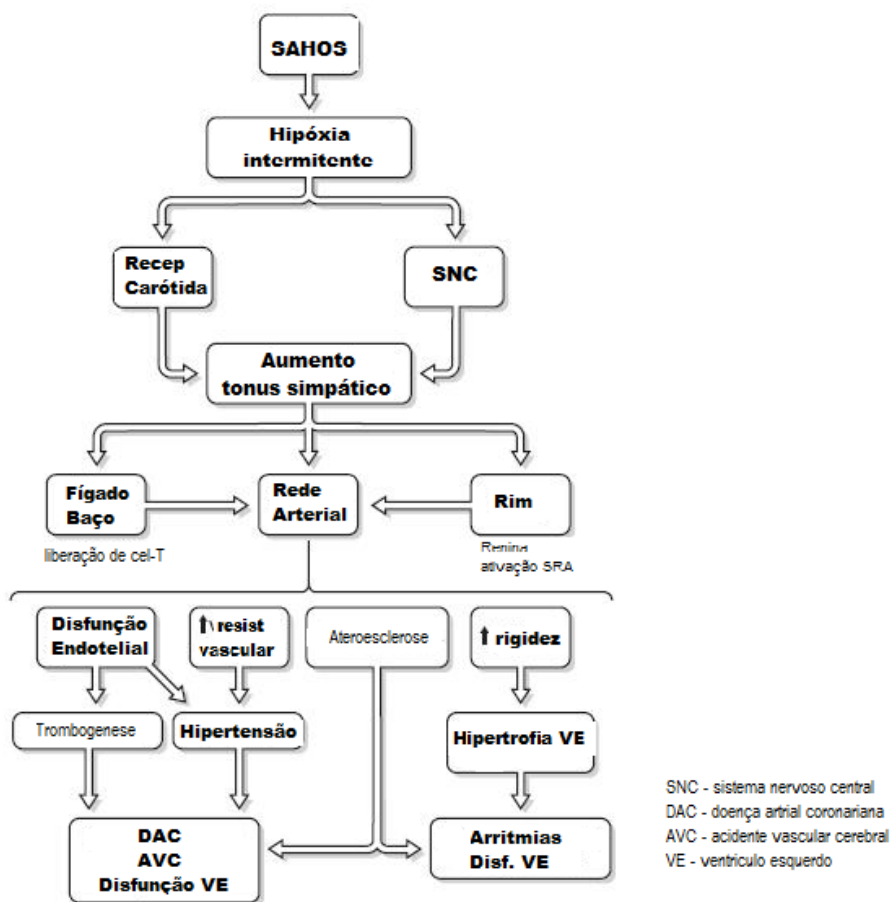 SAHOS
Hipóxia
intermitente
Recep
Carótida
SNC
Aumento
tonus simpático
Fígado
Baço
Rede
Arterial
Rim
liberação de cel-T
Renina
ativação SRA
Disfunção
Endotelial
⬆\ resist
vascular
Ateroesclerose
⬆ rigidez
Trombogenese
Hipertensão
Hipertrofia VE
DAC
AVC
Disfunção VE
Arritmias
Disf. VE
SNC - sistema nervoso central
DAC - doença artrial coronariana
AVC - acidente vascular cerebral
VE - ventriculo esquerdo